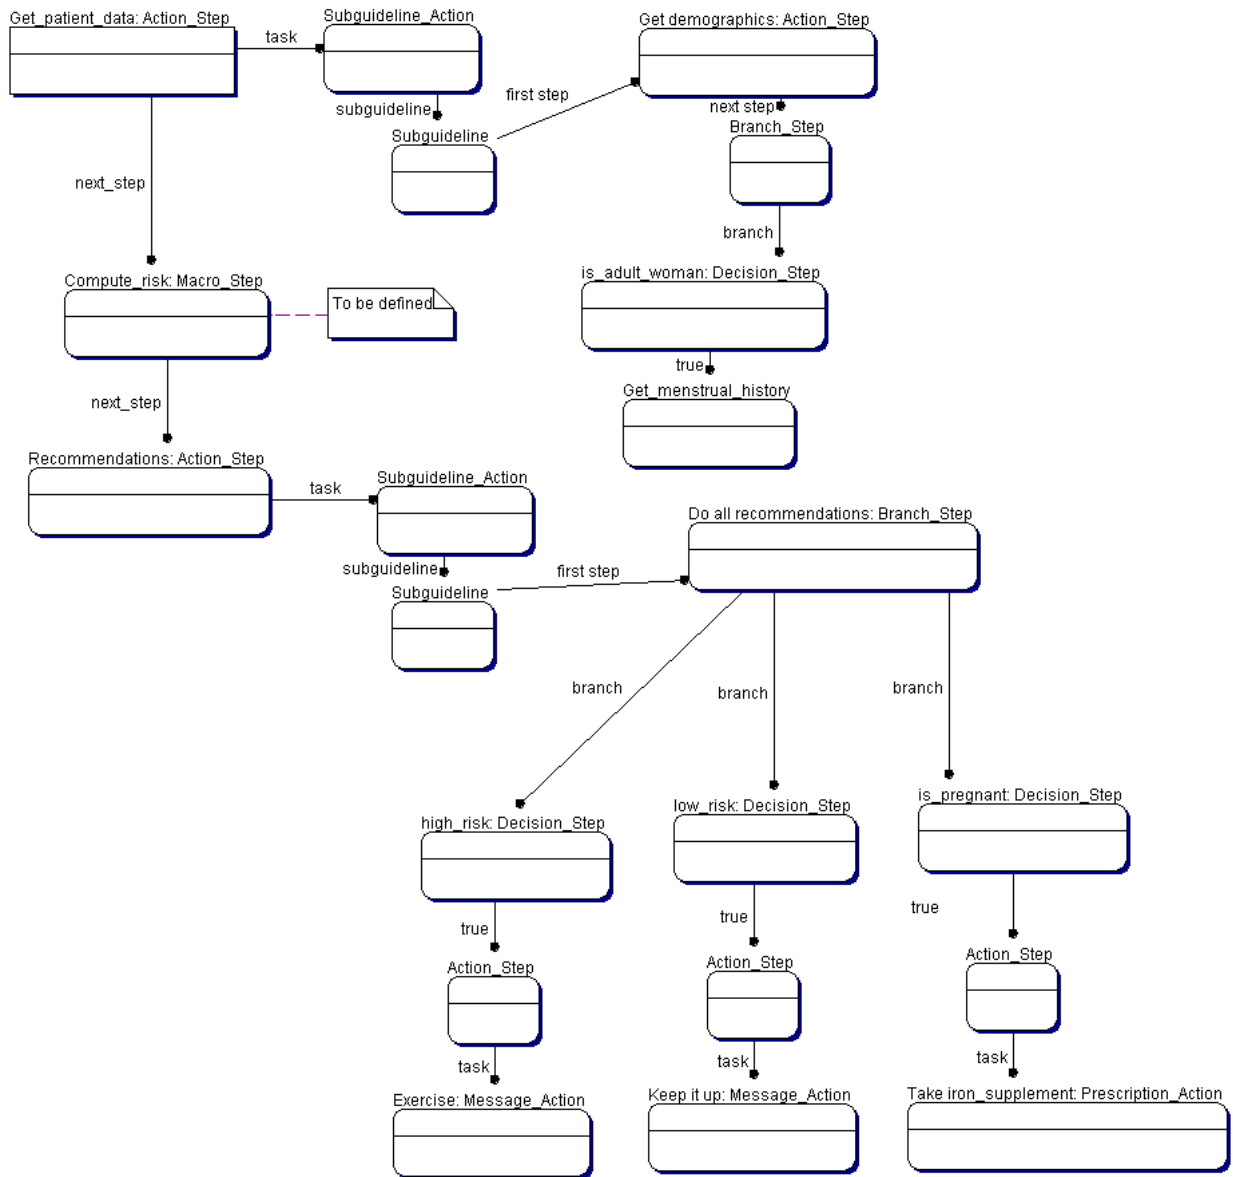 Get_patient_data: Action_Step
Subguideline_Action
Get demographics: Action_Step
task
first step
subguideline
next step
Subguideline
Branch_Step
next_step
branch
Compute_risk: Macro_Step
is_adult_woman: Decision_Step
To be defined
true
Get_menstrual_history
next_step
Recommendations: Action_Step
Subguideline_Action
task
Do all recommendations: Branch_Step
subguideline
first step
Subguideline
branch
branch
branch
high_risk: Decision_Step
low_risk: Decision_Step
is_pregnant: Decision_Step
true
true
true
Action_Step
Action_Step
Action_Step
task
task
task
Exercise: Message_Action
Keep it up: Message_Action
Take iron_supplement: Prescription_Action